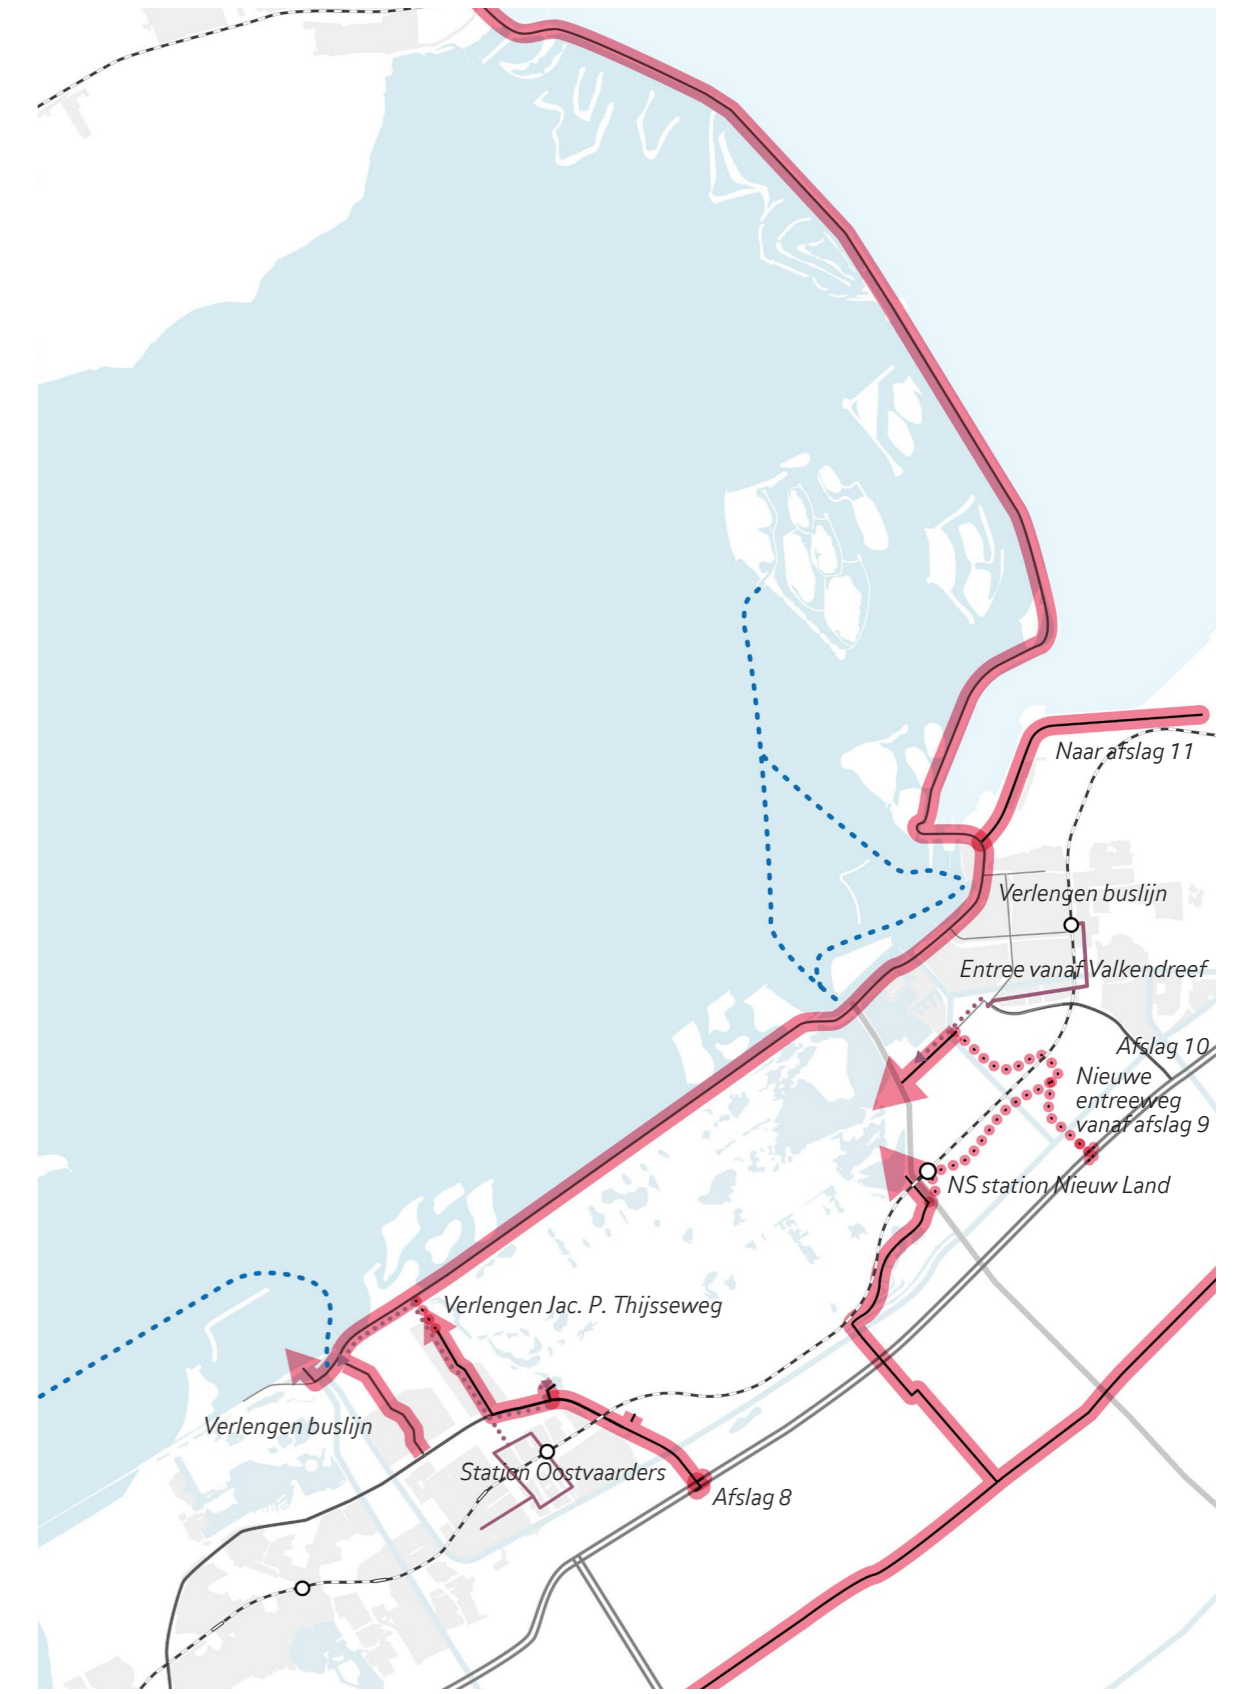 Naar afslag 11
Verlengen buslijn
Entree vanaf Valkendreef
Afslag 10
Nieuwe
entreeweg
vanaf afslag 9
NS station Nieuw Land
Verlengen Jac. P. Thijsseweg
Verlengen buslijn
Station Oostvaarders
Afslag 8